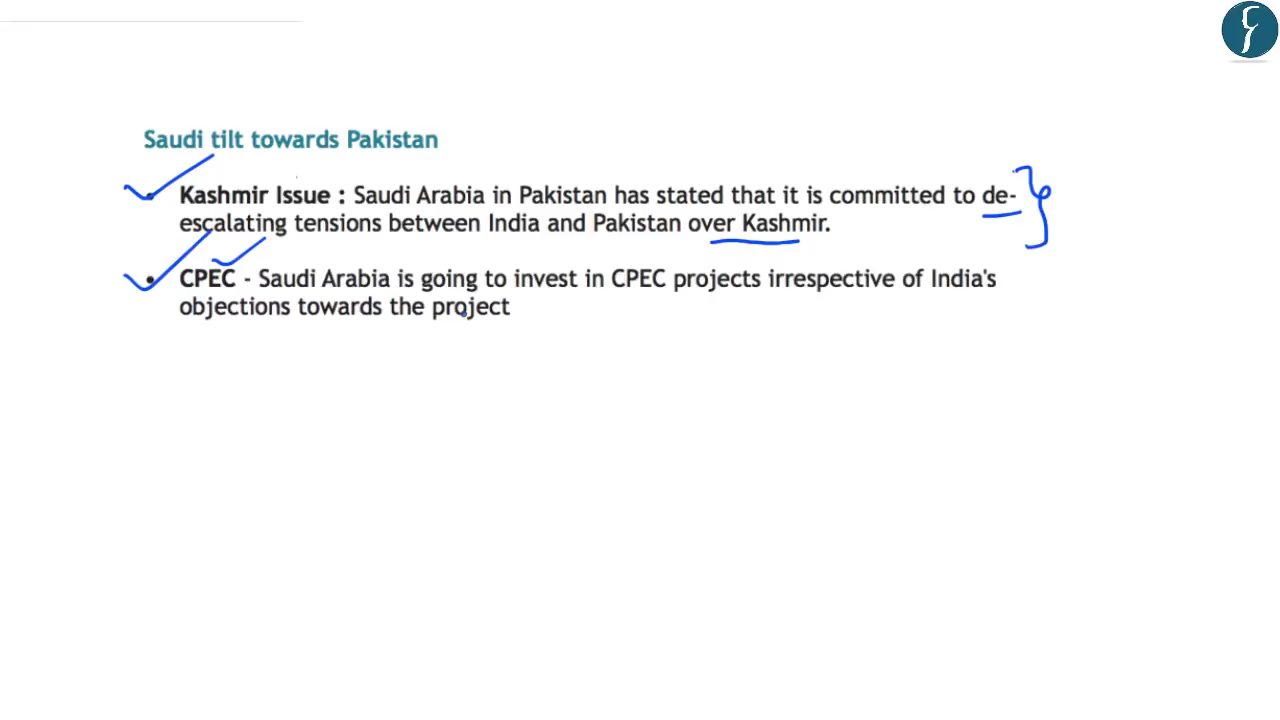 Saudi tilt towards Pakistan
• Kashmir Issue : Saudi Arabia in Pakistan has stated that it is committed to de-
escalating tensions between India and Pakistan over Kashmir.
• CPEC - Saudi Arabia is going to invest in CPEC projects irrespective of India's
objections towards the project